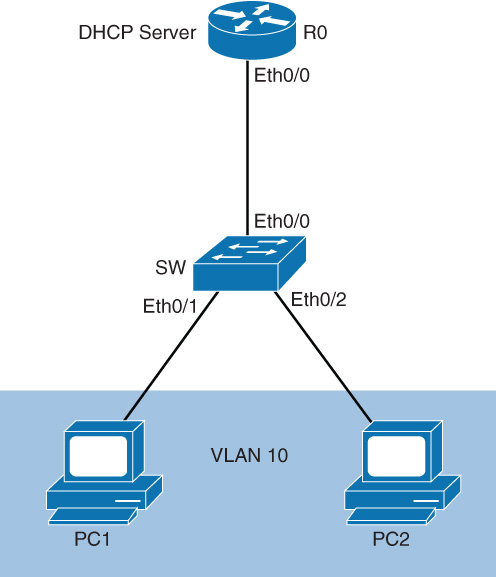 DHCP Server
R0
Eth0/0
Eth0/0
SW
Eth0/1
Eth0/2
VLAN 10
PC1
PC2